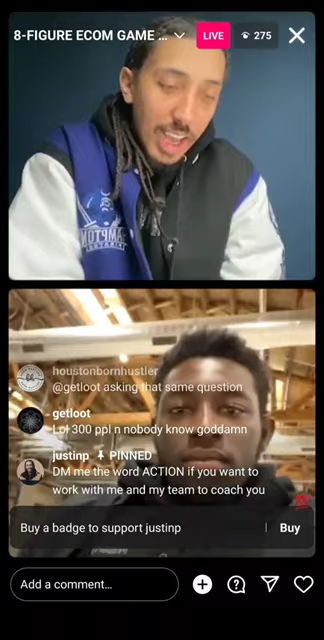 8-FIGURE ECOM GAME ...
LIVE
275
houstonbornhustler
@getloot asking that same question
getloot
Lol 300 ppl n nobody know goddamn
justinp PINNED
DM me the word ACTION if you want to
work with me and my team to coach you
Buy a badge to support justinp | Buy
Add a comment...